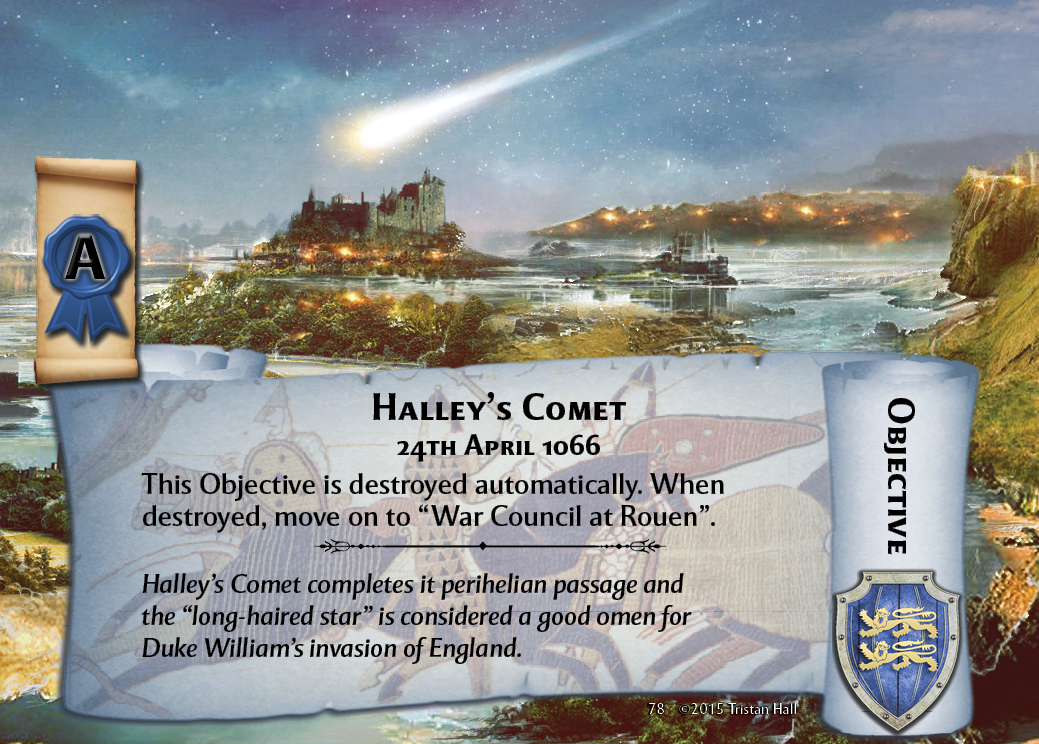 A
Halley's Comet
24th April 1066
This Objective is destroyed automatically. When
destroyed, move on to “War Council at Rouen”.
Halley's Comet completes it perihelian passage and
the “long-haired star” is considered a good omen for
Duke William's invasion of England.
Objective
78 ©2015 Tristan Hall